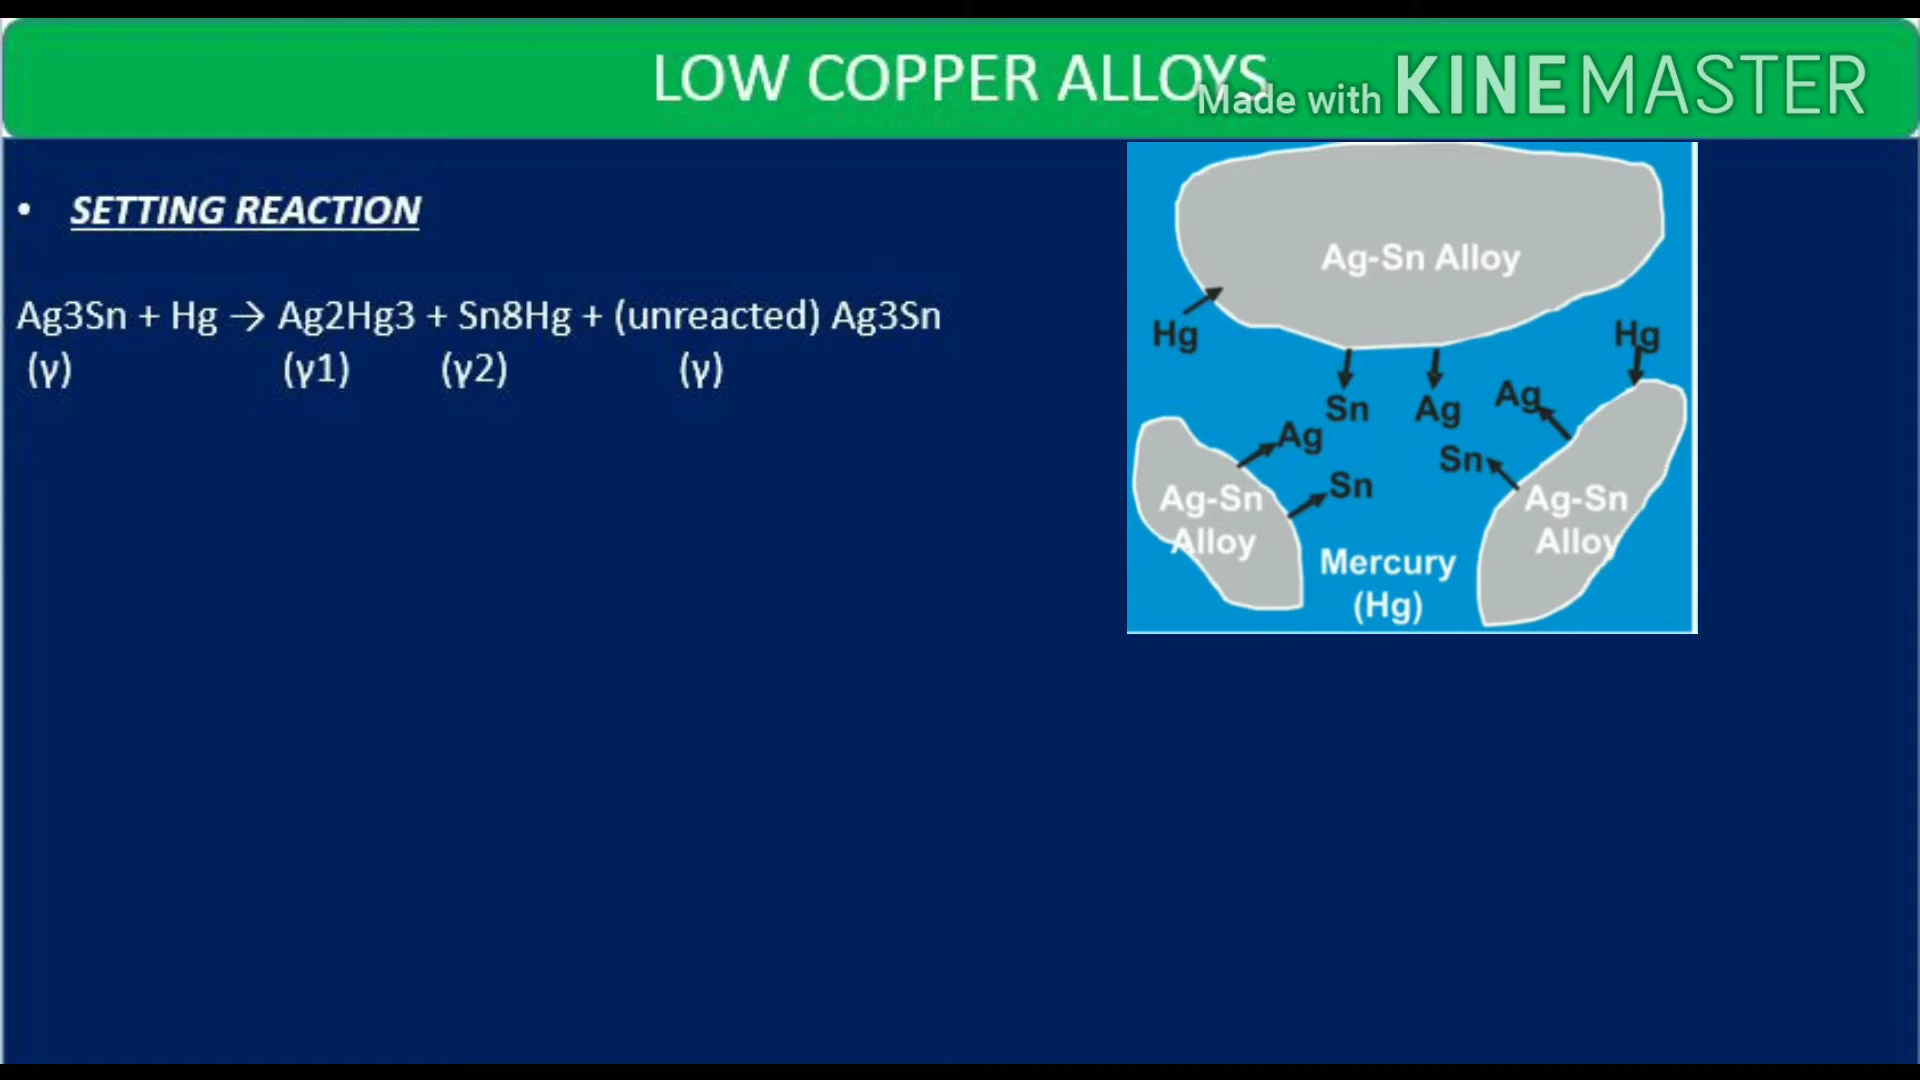 LOW COPPER ALLOYS
Made with KINEMASTER
• SETTING REACTION
Ag3Sn + Hg → Ag2Hg3 + Sn8Hg + (unreacted) Ag3Sn
(γ) (γ1) (γ2) (γ)
Ag-Sn Alloy
Hg
Hg
Sn
Ag
Ag
Ag
Sn
Sn
Ag-Sn
Alloy
Ag-Sn
Alloy
Mercury
(Hg)